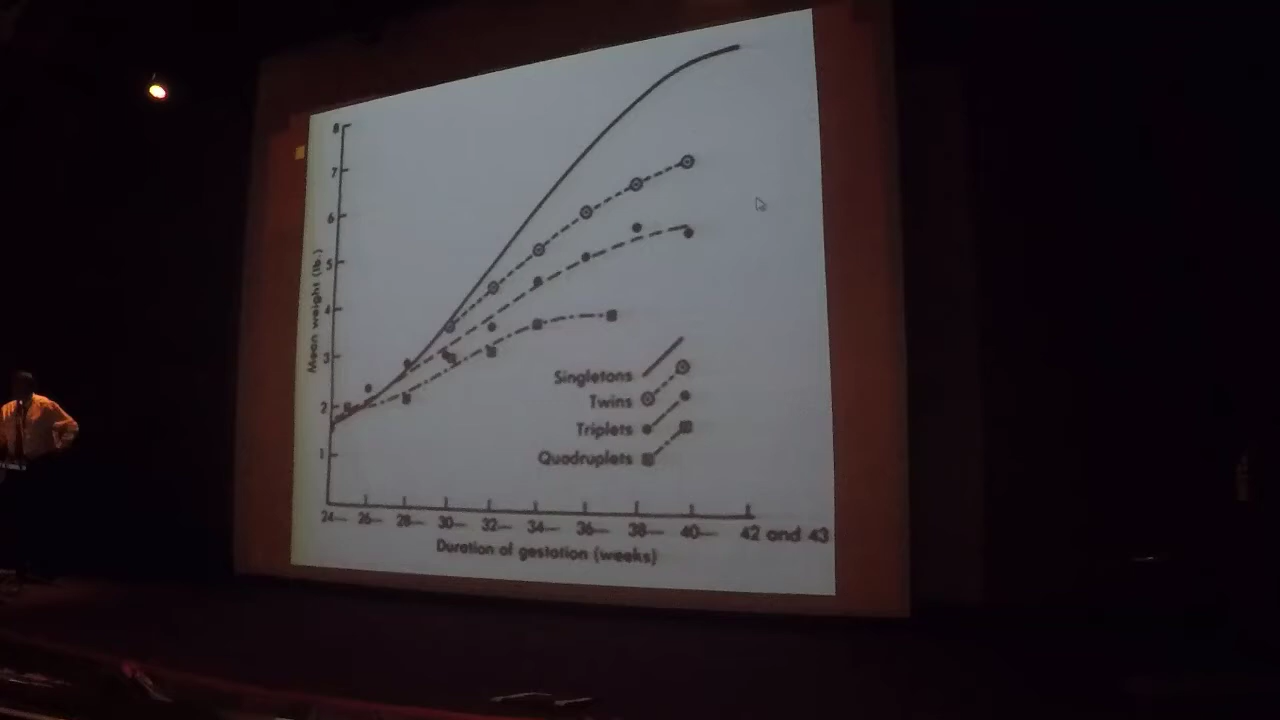 8
7
6
5
4
3
2
1
Mean weight (lb.)
Singletons
Twins
Triplets
Quadruplets
24— 26— 28— 30— 32— 34— 36— 38— 40— 42 and 43
Duration of gestation (weeks)